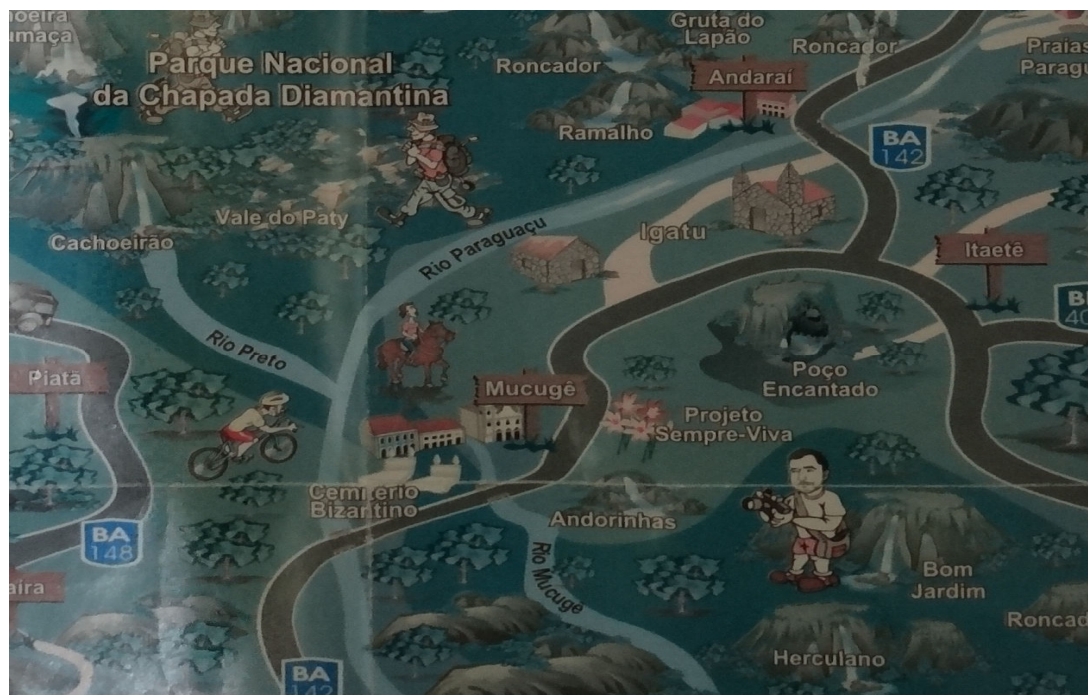 Parque Nacional
da Chapada Diamantina
Gruta do
Lapão
Roncador
Roncador
Praias
Andaraí
Ramalho
BA
142
Vale do Paty
Cachoeirão
Rio Paraguaçu
Igatu
Itaetê
Rio Preto
Piatã
Mucugê
Poço
Encantado
Projeto
Sempre-Viva
Cemiterio
Bizantino
Andorinhas
BA
148
Rio Mucugê
Bom
Jardim
Herculano
BA
142